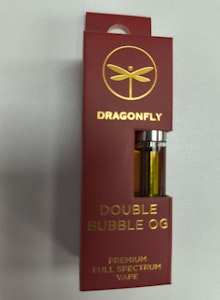 DRAGONFLY
DOUBLE
BUBBLE OG
PREMIUM
FULL SPECTRUM
VAPE